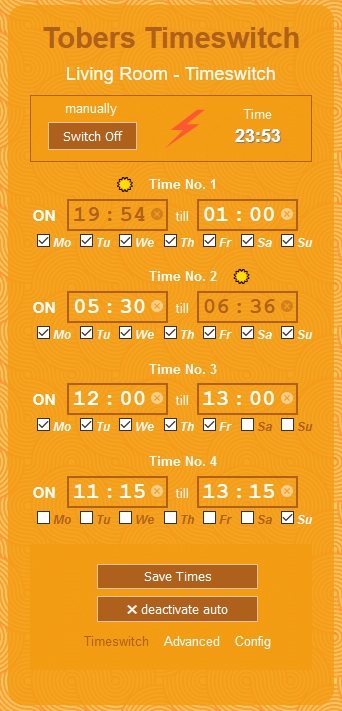 Tobers Timeswitch
Living Room - Timeswitch
manually
Switch Off
Time
23:53
Time No. 1
ON 19:54 till 01:00
Mo Tu We Th Fr Sa Su
Time No. 2
ON 05:30 till 06:36
Mo Tu We Th Fr Sa Su
Time No. 3
ON 12:00 till 13:00
Mo Tu We Th Fr Sa Su
Time No. 4
ON 11:15 till 13:15
Mo Tu We Th Fr Sa Su
Save Times
✕ deactivate auto
Timeswitch Advanced Config